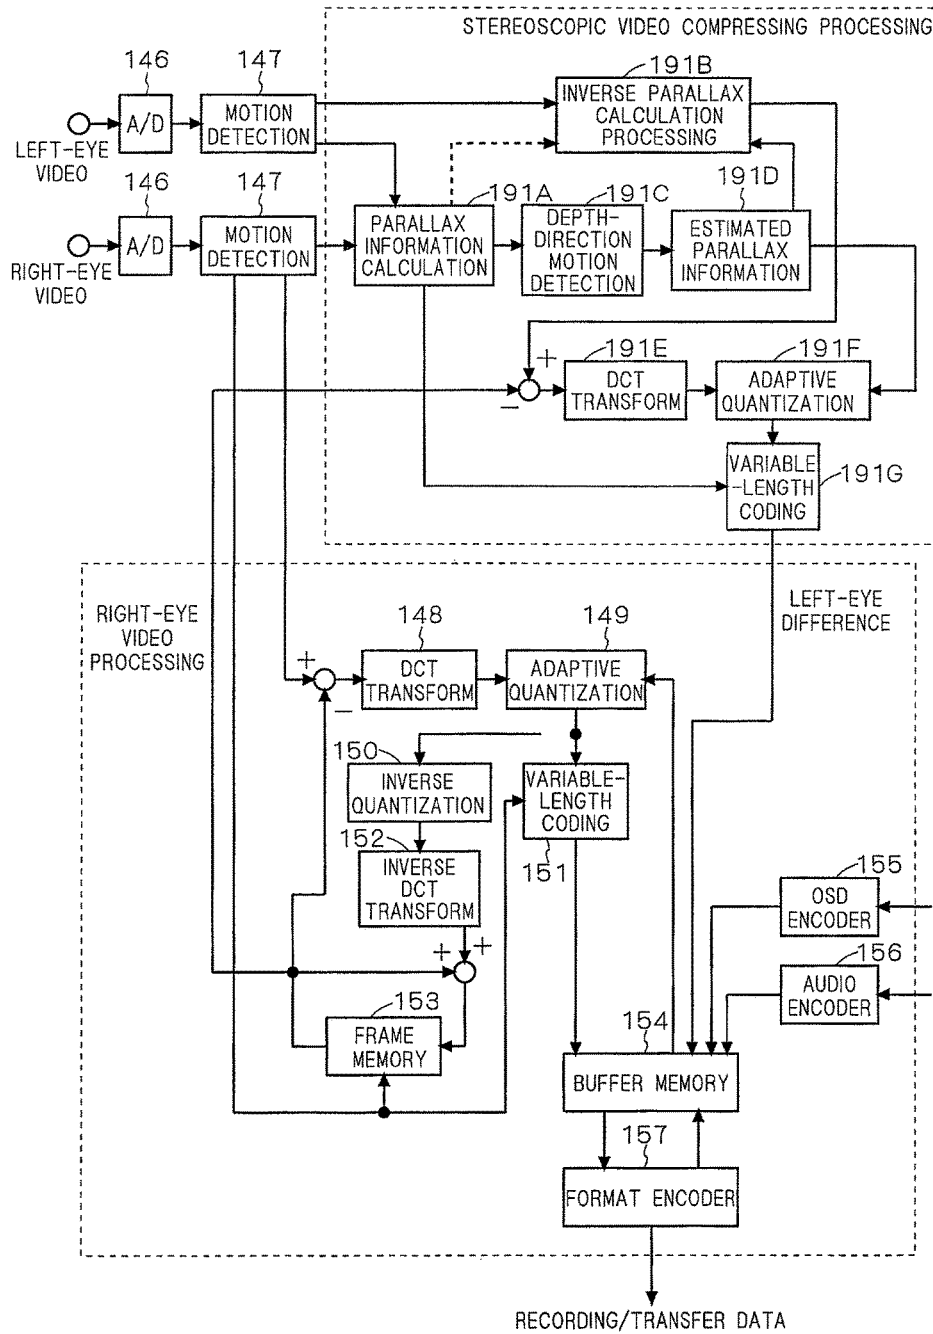 STEREOSCOPIC VIDEO COMPRESSING PROCESSING
146
147
191B
A/D
MOTION
DETECTION
INVERSE PARALLAX
CALCULATION
PROCESSING
LEFT-EYE
VIDEO
146
147
191A
191C
191D
A/D
MOTION
DETECTION
PARALLAX
INFORMATION
CALCULATION
DEPTH-
DIRECTION
MOTION
DETECTION
ESTIMATED
PARALLAX
INFORMATION
RIGHT-EYE
VIDEO
+
−
191E
191F
DCT
TRANSFORM
ADAPTIVE
QUANTIZATION
VARIABLE
-LENGTH
CODING
191G
RIGHT-EYE
VIDEO
PROCESSING
LEFT-EYE
DIFFERENCE
148
149
+
−
DCT
TRANSFORM
ADAPTIVE
QUANTIZATION
150
INVERSE
QUANTIZATION
VARIABLE-
LENGTH
CODING
151
152
INVERSE
DCT
TRANSFORM
155
OSD
ENCODER
+
+
156
AUDIO
ENCODER
153
FRAME
MEMORY
154
BUFFER MEMORY
157
FORMAT ENCODER
RECORDING/TRANSFER DATA